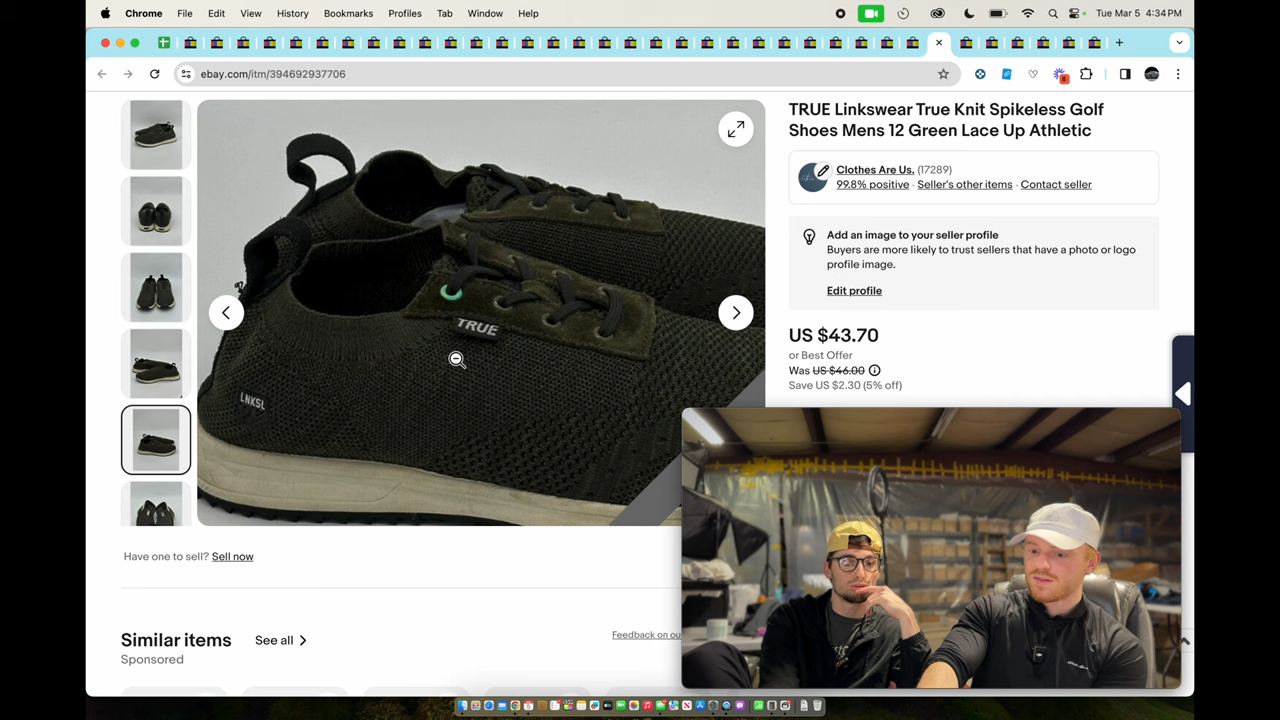 Chrome File Edit View History Bookmarks Profiles Tab Window Help
Tue Mar 5 4:34 PM
ebay.com/itm/394692937706
8
TRUE Linkswear True Knit Spikeless Golf
Shoes Mens 12 Green Lace Up Athletic
Clothes Are Us. (17289)
99.8% positive · Seller's other items · Contact seller
Add an image to your seller profile
Buyers are more likely to trust sellers that have a photo or logo
profile image.
Edit profile
TRUE
LNKSL
US $43.70
or Best Offer
Was US $46.00
Save US $2.30 (5% off)
Have one to sell? Sell now
Similar items See all
Sponsored
Feedback on ou